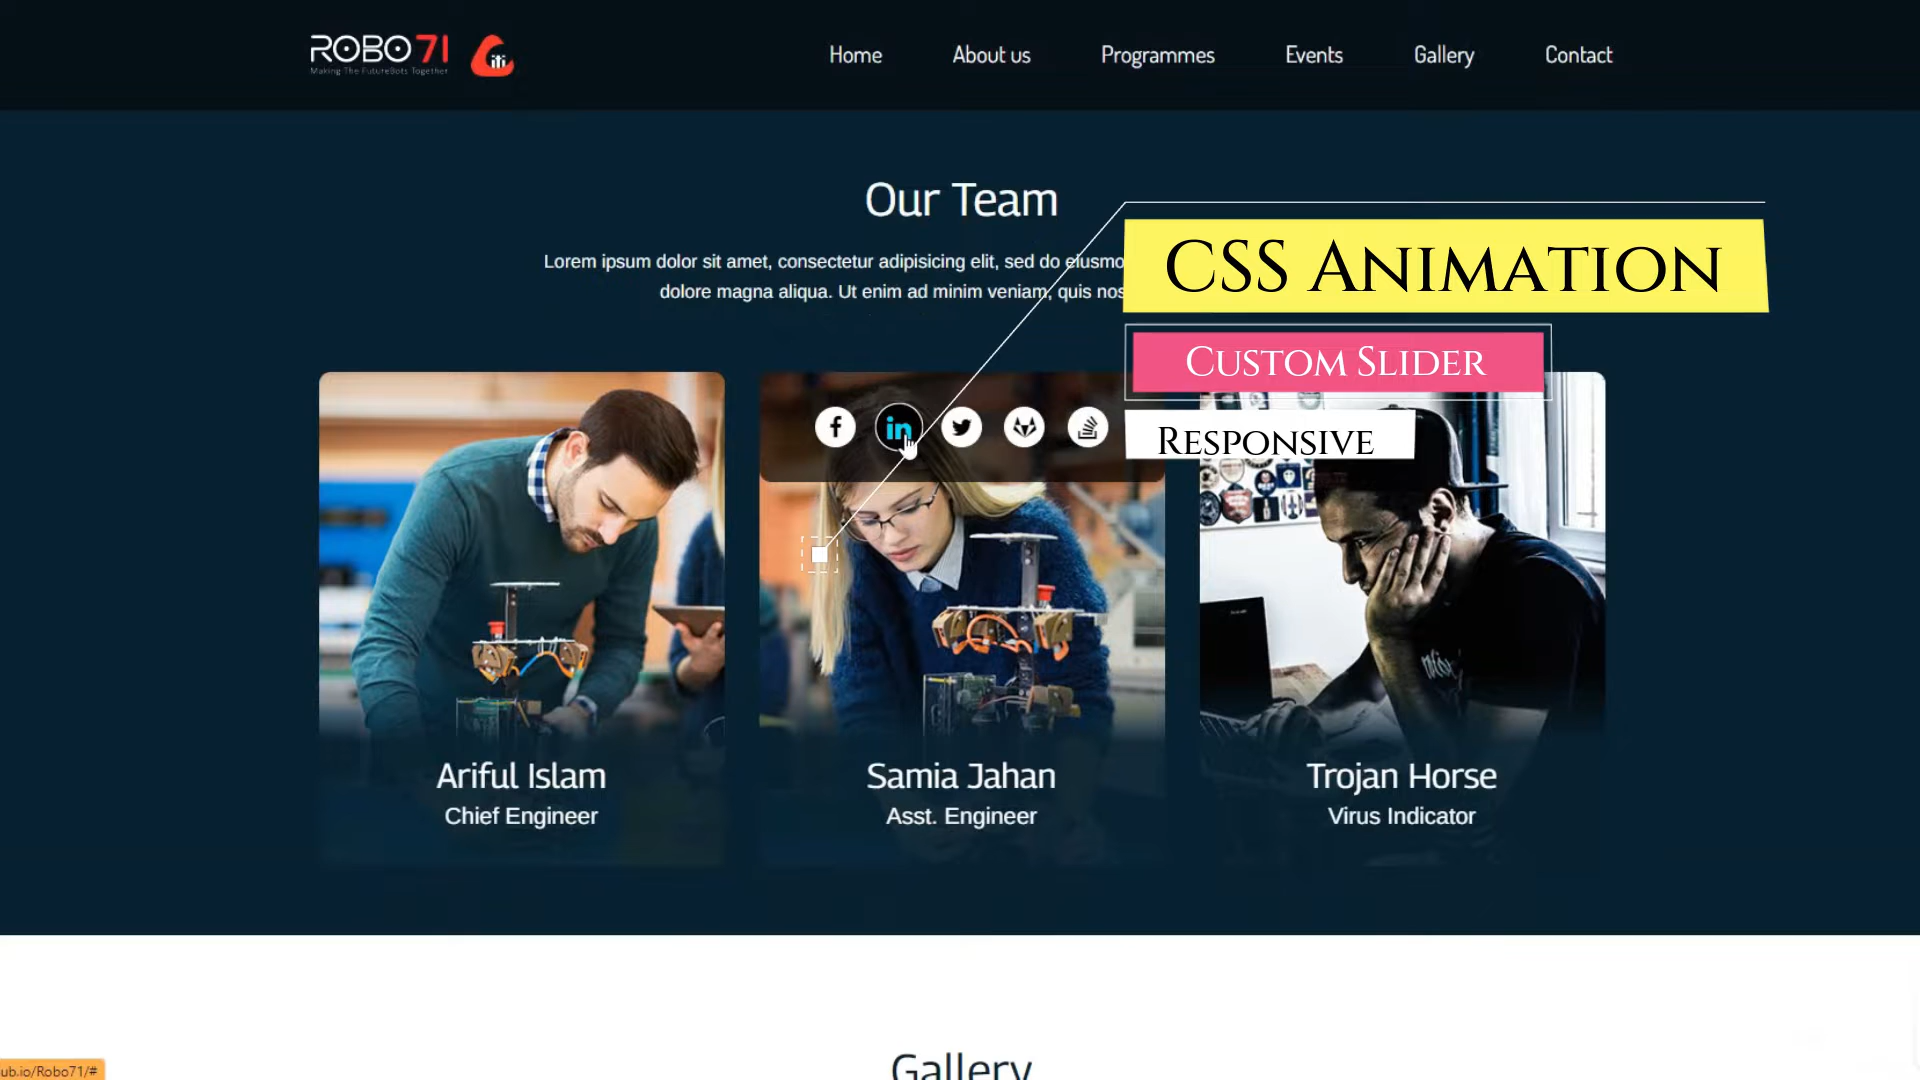 ROBO 71
Making The FutureBots Together
Home
About us
Programmes
Events
Gallery
Contact
Our Team
Lorem ipsum dolor sit amet, consectetur adipisicing elit, sed do eiusmo
dolore magna aliqua. Ut enim ad minim veniam, quis nos
CSS Animation
Custom Slider
Responsive
Ariful Islam
Chief Engineer
Samia Jahan
Asst. Engineer
Trojan Horse
Virus Indicator
Gallery
ub.io/Robo71/#